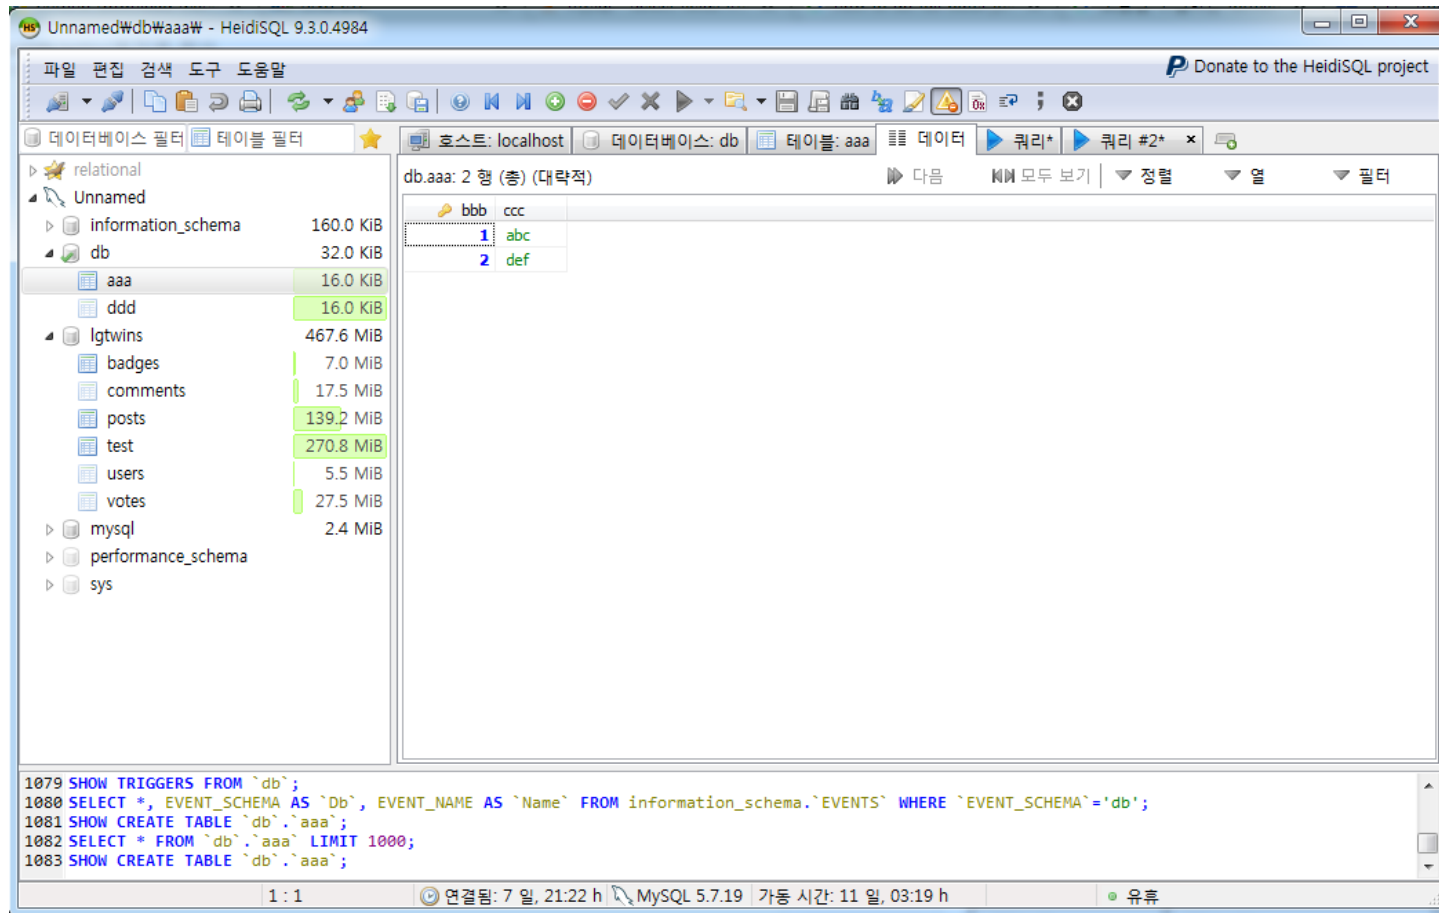 Unnamed₩db₩aaa₩ - HeidiSQL 9.3.0.4984
파일 편집 검색 도구 도움말
Donate to the HeidiSQL project
데이터베이스 필터 테이블 필터
호스트: localhost 데이터베이스: db 테이블: aaa 데이터 쿼리* 쿼리 #2*
relational
Unnamed
information_schema 160.0 KiB
db 32.0 KiB
aaa 16.0 KiB
ddd 16.0 KiB
lgtwins 467.6 MiB
badges 7.0 MiB
comments 17.5 MiB
posts 139.2 MiB
test 270.8 MiB
users 5.5 MiB
votes 27.5 MiB
mysql 2.4 MiB
performance_schema
sys
db.aaa: 2 행 (총) (대략적) 다음 모두 보기 정렬 열 필터
bbb ccc
1 abc
2 def
1079 SHOW TRIGGERS FROM `db`;
1080 SELECT *, EVENT_SCHEMA AS `Db`, EVENT_NAME AS `Name` FROM information_schema.`EVENTS` WHERE `EVENT_SCHEMA`='db';
1081 SHOW CREATE TABLE `db`.`aaa`;
1082 SELECT * FROM `db`.`aaa` LIMIT 1000;
1083 SHOW CREATE TABLE `db`.`aaa`;
1 : 1 연결됨: 7 일, 21:22 h MySQL 5.7.19 가동 시간: 11 일, 03:19 h 유휴